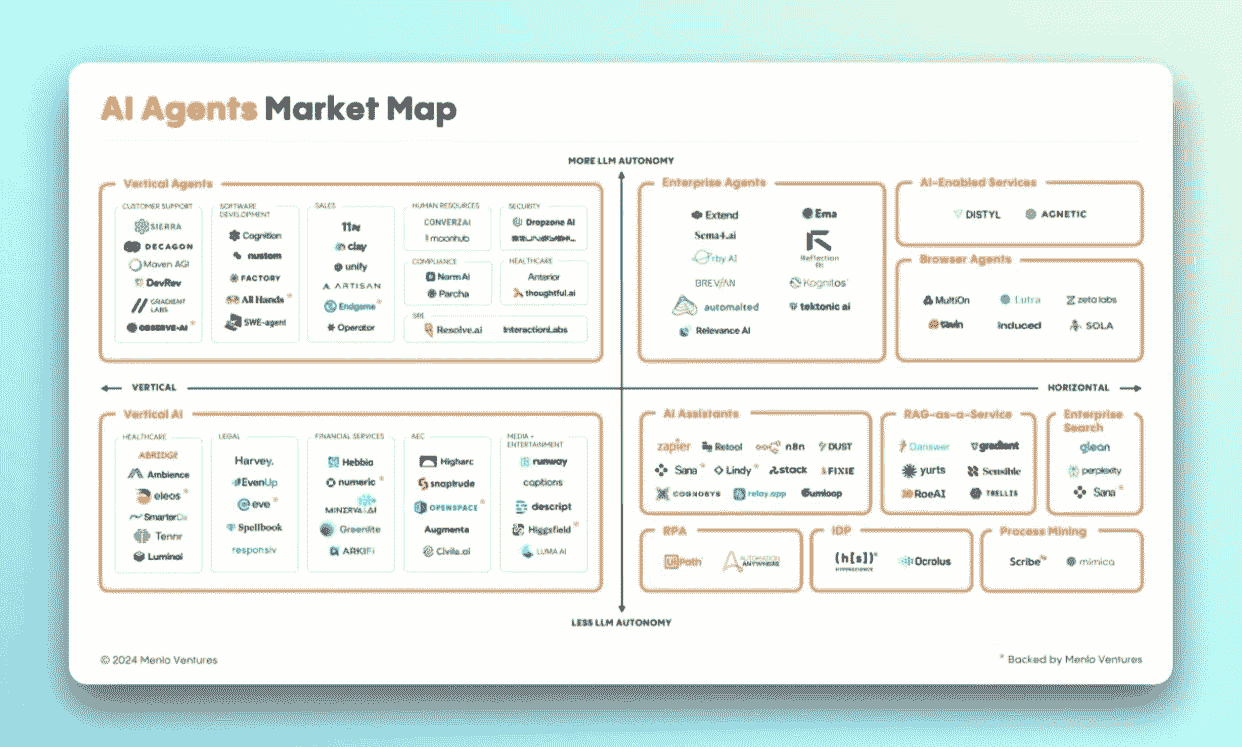 AI Agents Market Map
MORE LLM AUTONOMY
Vertical Agents
CUSTOMER SUPPORT
SIERRA
DECAGON
Maven AGI
DevRev
GRADIENT
LABS
OBSERVE.AI *
SOFTWARE
DEVELOPMENT
Cognition
nustom
FACTORY
All Hands *
SWE-agent
SALES
11x
clay
unify
ARTISAN
Endgame *
Operator
HUMAN RESOURCES
CONVERZAI
moonhub
COMPLIANCE
Norm Ai
Parcha
SECURITY
Dropzone AI
HEALTHCARE
Anterior
thoughtful.ai
SRE
Resolve.ai
InteractionLabs
Enterprise Agents
Extend
Ema
Sema4.ai
Reflection
AI
Orby AI
BREVIAN
Kognitos
automaited
tektonic ai
Relevance AI
AI-Enabled Services
DISTYL
AGNETIC
Browser Agents
MultiOn
Lutra
zeta labs
induced
SOLA
VERTICAL
HORIZONTAL
Vertical AI
HEALTHCARE
ABRIDGE
Ambience
eleos *
SmarterDx
Tennr
Luminai
LEGAL
Harvey.
EvenUp
eve *
Spellbook
responsiv
FINANCIAL SERVICES
Hebbia
numeric *
MINERVA AI
Greenlite
ARKIFI
AEC
Higharc
snaptrude
OPENSPACE *
Augmenta
Civils.ai
MEDIA +
ENTERTAINMENT
runway
captions
descript
Higgsfield *
LUMA AI
AI Assistants
zapier
Retool
n8n
DUST
Sana *
Lindy *
stack
FIXIE
COGNOSYS
relay.app
Gumloop
RAG-as-a-Service
Danswer
gradient
yurts
Sensible
RoeAI
TRELLIS
Enterprise
Search
glean
perplexity
Sana *
RPA
UiPath
AUTOMATION
ANYWHERE
IDP
(h[s])
HYPERSCIENCE
Ocrolus
Process Mining
Scribe
mimica
LESS LLM AUTONOMY
© 2024 Menlo Ventures
* Backed by Menlo Ventures